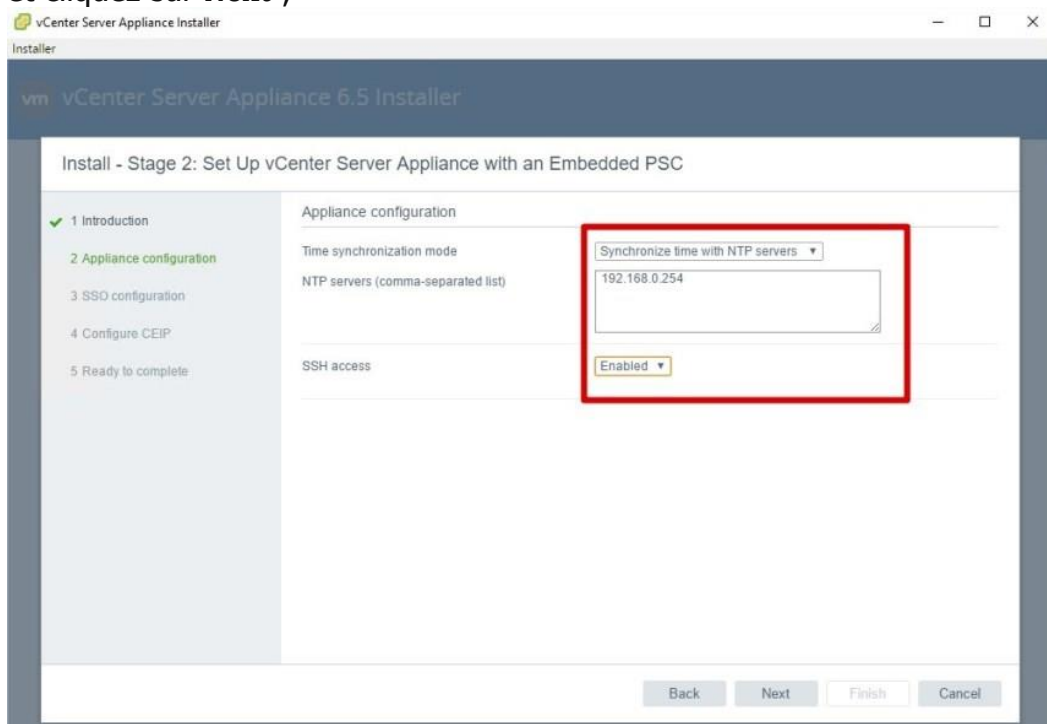 et cliquez sur Next ;
vCenter Server Appliance Installer
Installer
vm vCenter Server Appliance 6.5 Installer
Install - Stage 2: Set Up vCenter Server Appliance with an Embedded PSC
1 Introduction
2 Appliance configuration
3 SSO configuration
4 Configure CEIP
5 Ready to complete
Appliance configuration
Time synchronization mode
Synchronize time with NTP servers
NTP servers (comma-separated list)
192.168.0.254
SSH access
Enabled
Back Next Finish Cancel